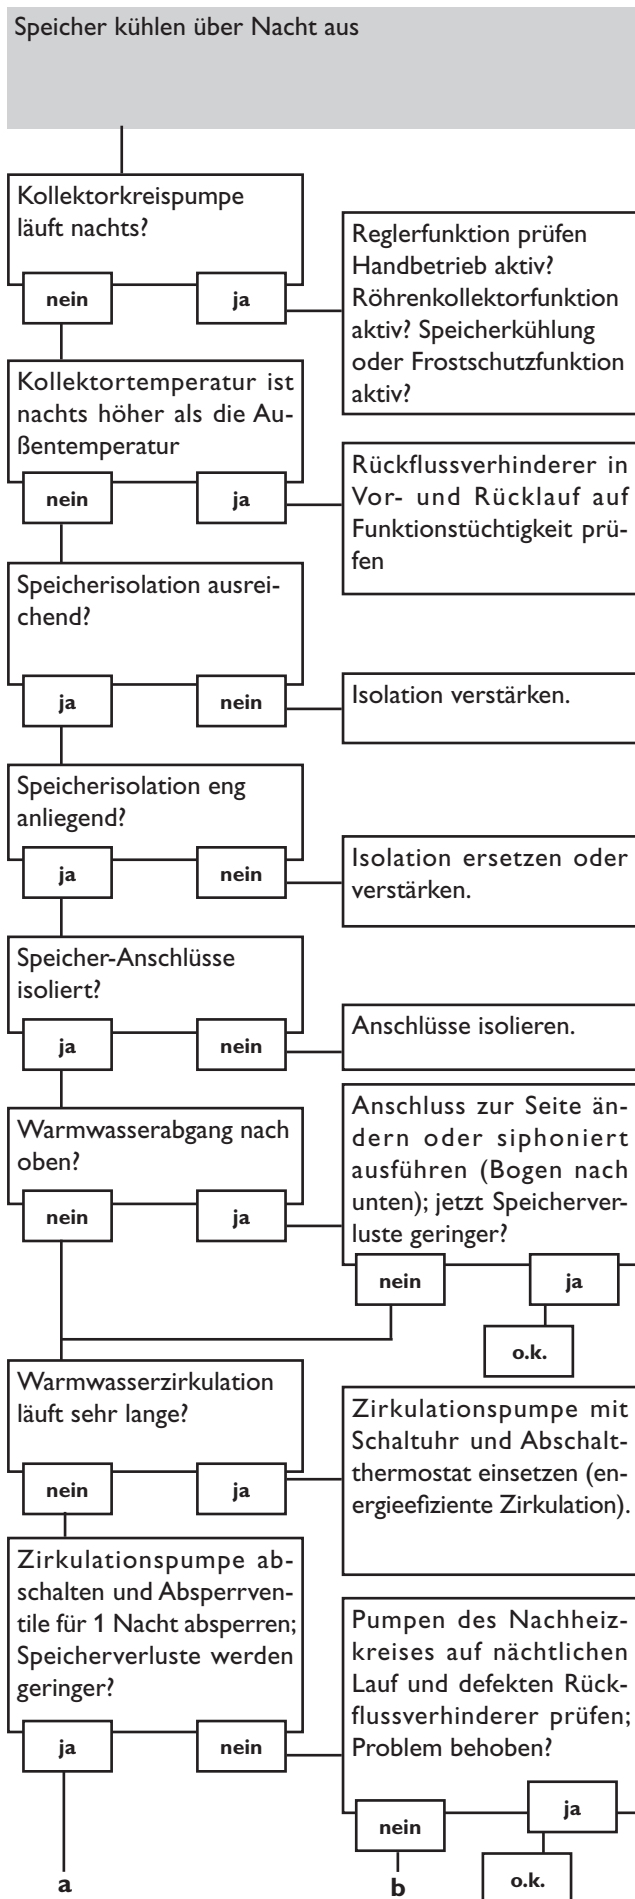 Speicher kühlen über Nacht aus
Kollektorkreispumpe
läuft nachts?
nein
ja
Reglerfunktion prüfen
Handbetrieb aktiv?
Röhrenkollektorfunktion
aktiv? Speicherkühlung
oder Frostschutzfunktion
aktiv?
Kollektortemperatur ist
nachts höher als die Au-
ßentemperatur
nein
ja
Rückflussverhinderer in
Vor- und Rücklauf auf
Funktionstüchtigkeit prü-
fen
Speicherisolation ausrei-
chend?
ja
nein
Isolation verstärken.
Speicherisolation eng
anliegend?
ja
nein
Isolation ersetzen oder
verstärken.
Speicher-Anschlüsse
isoliert?
ja
nein
Anschlüsse isolieren.
Warmwasserabgang nach
oben?
nein
ja
Anschluss zur Seite än-
dern oder siphoniert
ausführen (Bogen nach
unten); jetzt Speicherver-
luste geringer?
nein
ja
o.k.
Warmwasserzirkulation
läuft sehr lange?
nein
ja
Zirkulationspumpe mit
Schaltuhr und Abschalt-
thermostat einsetzen (en-
ergieefiziente Zirkulation).
Zirkulationspumpe ab-
schalten und Absperrven-
tile für 1 Nacht absperren;
Speicherverluste werden
geringer?
ja
nein
Pumpen des Nachheiz-
kreises auf nächtlichen
Lauf und defekten Rück-
flussverhinderer prüfen;
Problem behoben?
nein
ja
a
b
o.k.